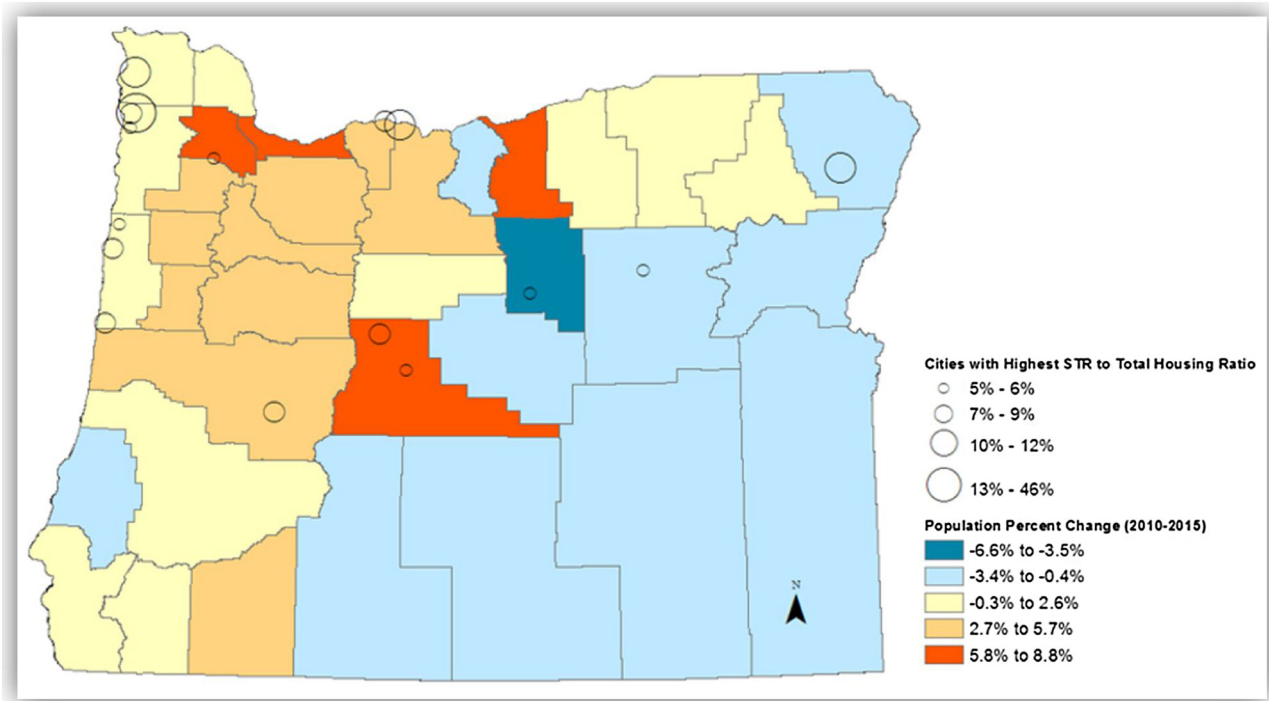 Cities with Highest STR to Total Housing Ratio
5% - 6%
7% - 9%
10% - 12%
13% - 46%
Population Percent Change (2010-2015)
-6.6% to -3.5%
-3.4% to -0.4%
-0.3% to 2.6%
2.7% to 5.7%
5.8% to 8.8%
N